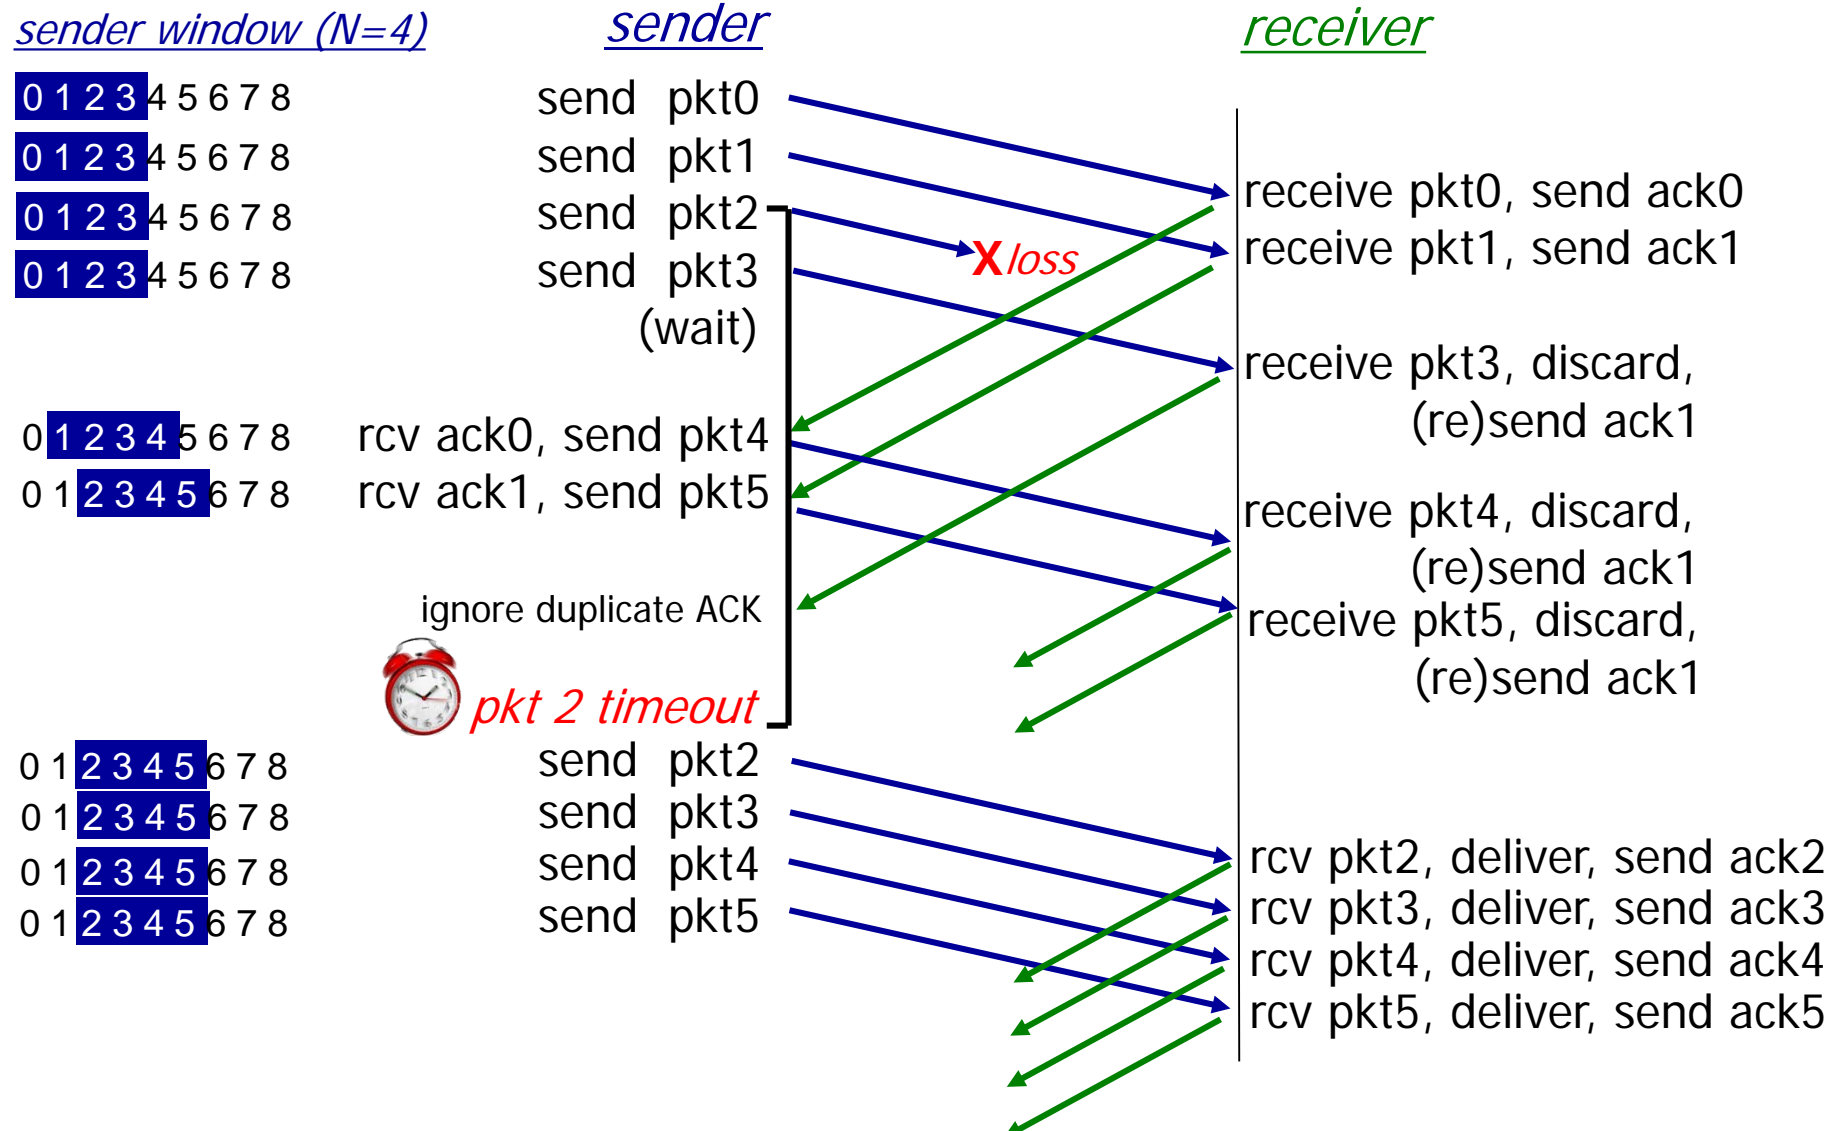 sender window (N=4) sender receiver
0 1 2 3 4 5 6 7 8 send pkt0
0 1 2 3 4 5 6 7 8 send pkt1
receive pkt0, send ack0
0 1 2 3 4 5 6 7 8 send pkt2
receive pkt1, send ack1
X loss
0 1 2 3 4 5 6 7 8 send pkt3
(wait)
receive pkt3, discard,
(re)send ack1
0 1 2 3 4 5 6 7 8 rcv ack0, send pkt4
0 1 2 3 4 5 6 7 8 rcv ack1, send pkt5
receive pkt4, discard,
(re)send ack1
ignore duplicate ACK
receive pkt5, discard,
(re)send ack1
pkt 2 timeout
0 1 2 3 4 5 6 7 8 send pkt2
0 1 2 3 4 5 6 7 8 send pkt3
0 1 2 3 4 5 6 7 8 send pkt4
rcv pkt2, deliver, send ack2
0 1 2 3 4 5 6 7 8 send pkt5
rcv pkt3, deliver, send ack3
rcv pkt4, deliver, send ack4
rcv pkt5, deliver, send ack5